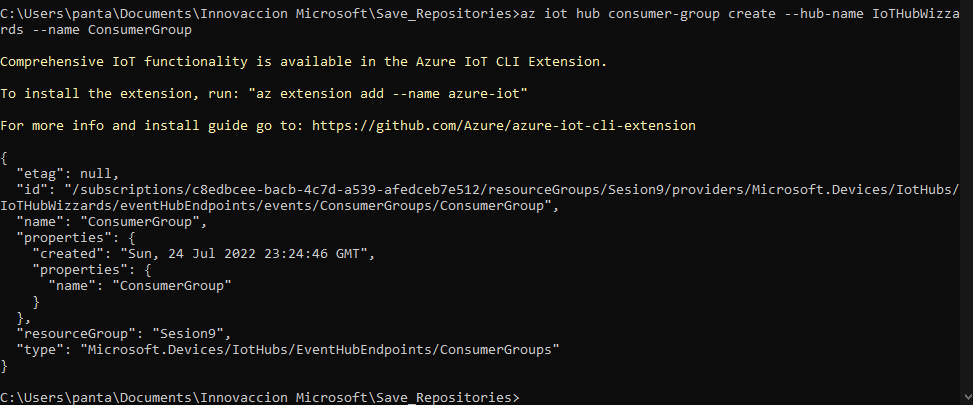 C:\Users\panta\Documents\Innovaccion Microsoft\Save_Repositories>az iot hub consumer-group create --hub-name IoTHubWizza
rds --name ConsumerGroup
Comprehensive IoT functionality is available in the Azure IoT CLI Extension.
To install the extension, run: "az extension add --name azure-iot"
For more info and install guide go to: https://github.com/Azure/azure-iot-cli-extension
{
  "etag": null,
  "id": "/subscriptions/c8edbcee-bacb-4c7d-a539-afedceb7e512/resourceGroups/Sesion9/providers/Microsoft.Devices/IotHubs/
IoTHubWizzards/eventHubEndpoints/events/ConsumerGroups/ConsumerGroup",
  "name": "ConsumerGroup",
  "properties": {
    "created": "Sun, 24 Jul 2022 23:24:46 GMT",
    "properties": {
      "name": "ConsumerGroup"
    }
  },
  "resourceGroup": "Sesion9",
  "type": "Microsoft.Devices/IotHubs/EventHubEndpoints/ConsumerGroups"
}
C:\Users\panta\Documents\Innovaccion Microsoft\Save_Repositories>